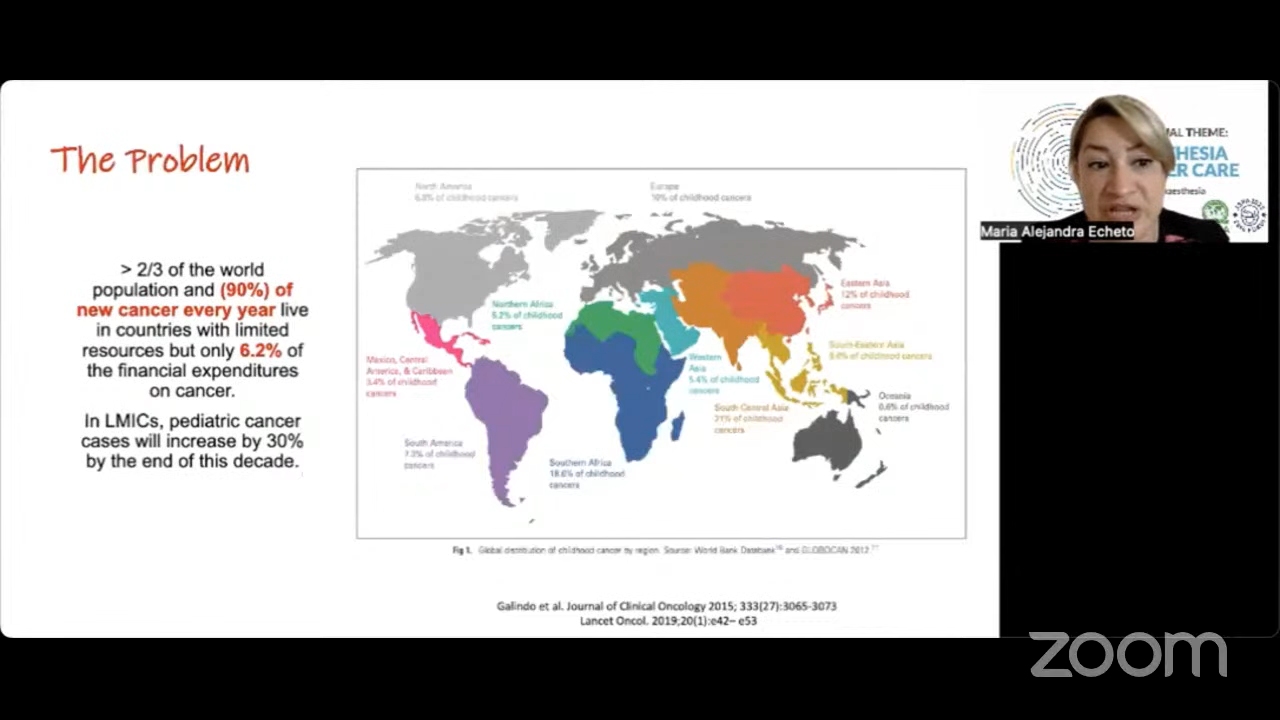 The Problem
> 2/3 of the world
population and (90%) of
new cancer every year live
in countries with limited
resources but only 6.2% of
the financial expenditures
on cancer.
In LMICs, pediatric cancer
cases will increase by 30%
by the end of this decade.
North America
of childhood cancers
Europe
10% of childhood cancers
Northern Africa
6.2% of childhood
cancers
Eastern Asia
12% of childhood
cancers
Mexico, Central
America, & Caribbean
3.4% of childhood
cancers
Western
Asia
5.4% of childhood
cancers
South-Eastern Asia
of childhood cancers
South Central Asia
21% of childhood
cancers
Oceania
0.6% of childhood
cancers
South America
7.3% of childhood
cancers
Southern Africa
18.6% of childhood
cancers
Fig 1. Global distribution of childhood cancer by region. Source: World Bank Databank and GLOBOCAN 2012
Galindo et al. Journal of Clinical Oncology 2015; 333(27):3065-3073
Lancet Oncol. 2019;20(1):e42– e53
AL THEME:
THESIA
ER CARE
aesthesia
Maria Alejandra Echeto
zoom